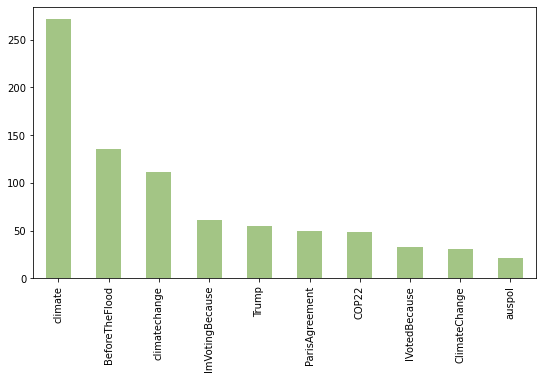 250
200
150
100
50
0
climate
BeforeTheFlood
climatechange
ImVotingBecause
Trump
ParisAgreement
COP22
IVotedBecause
ClimateChange
auspol